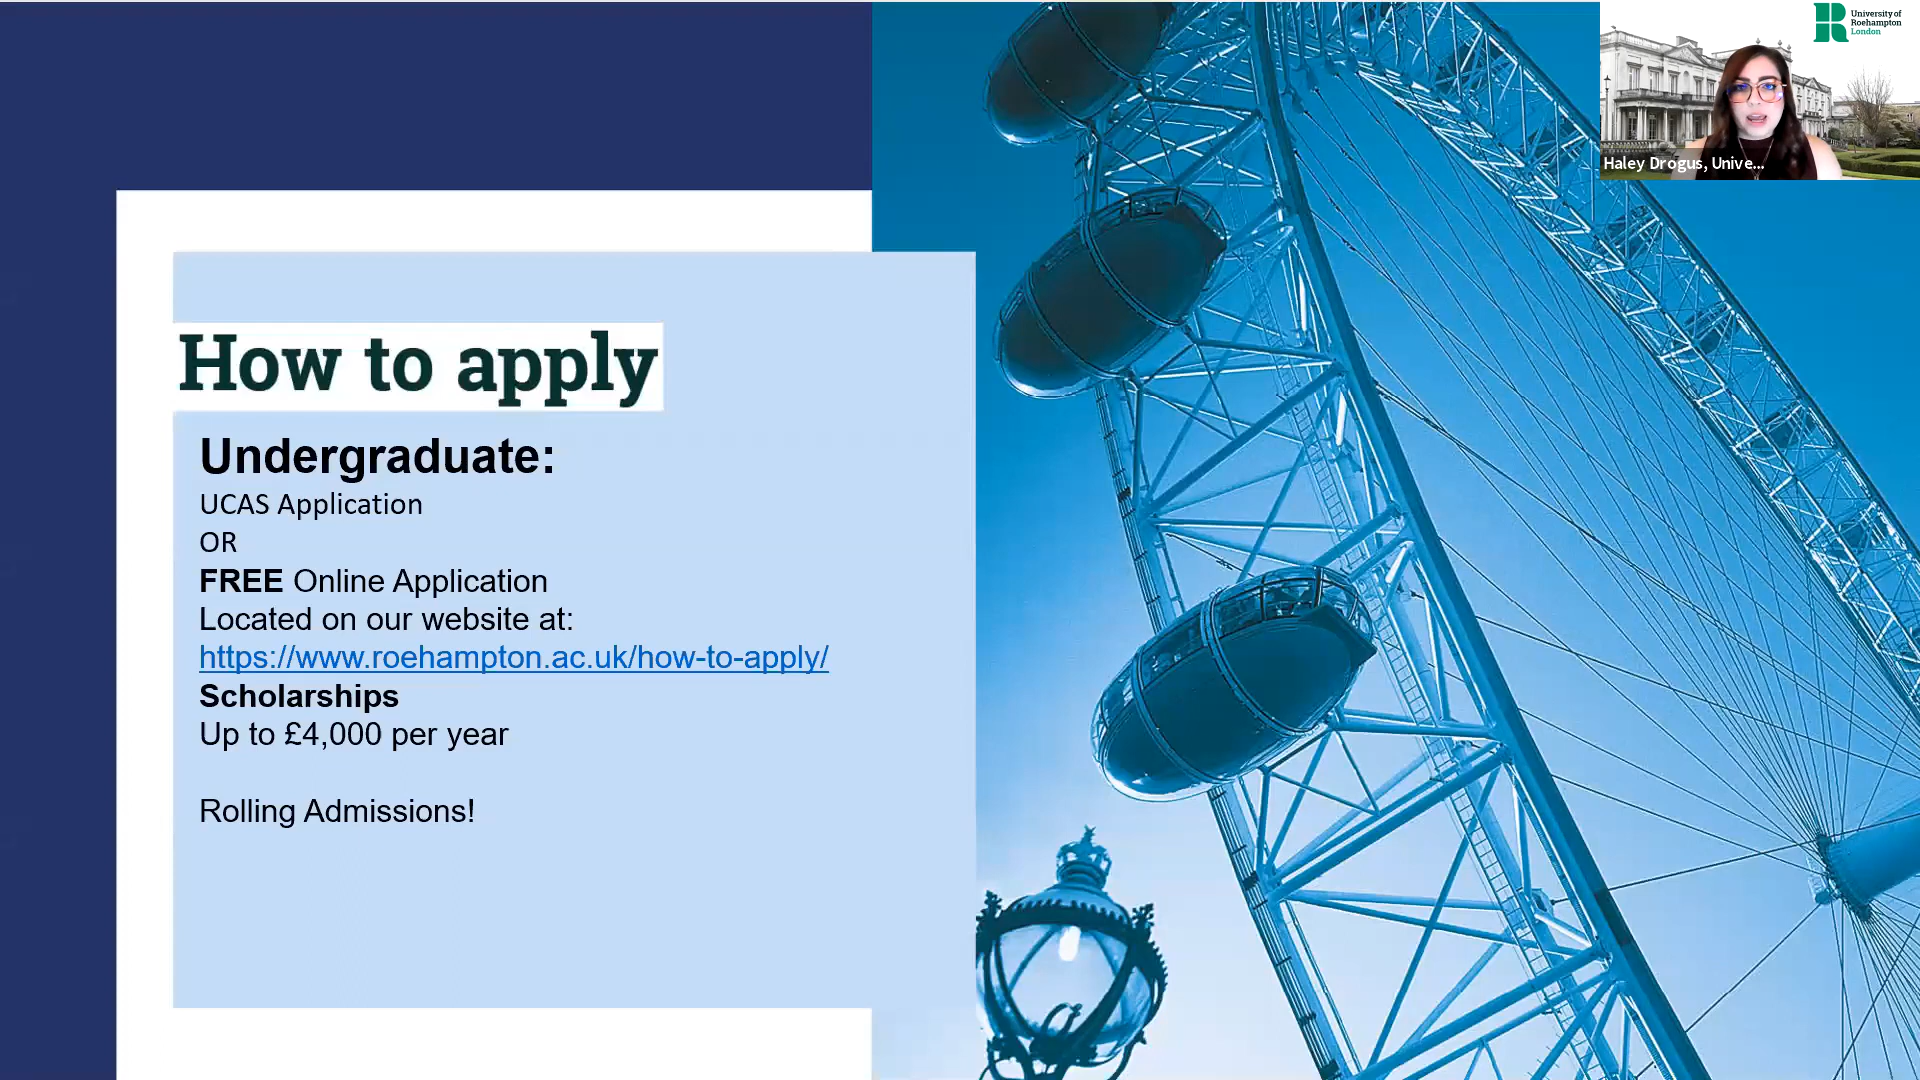 University of
Roehampton
London
Haley Drogus, Unive...
How to apply
Undergraduate:
UCAS Application
OR
FREE Online Application
Located on our website at:
https://www.roehampton.ac.uk/how-to-apply/
Scholarships
Up to £4,000 per year
Rolling Admissions!